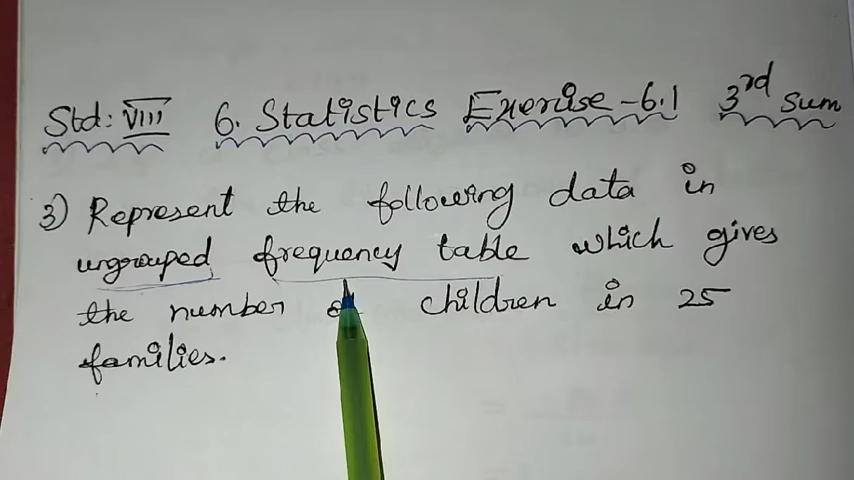 Std: VIII 6. Statistics Exercise - 6.1 3rd Sum
3) Represent the following data in
ungrouped frequency table which gives
the number of children in 25
families.